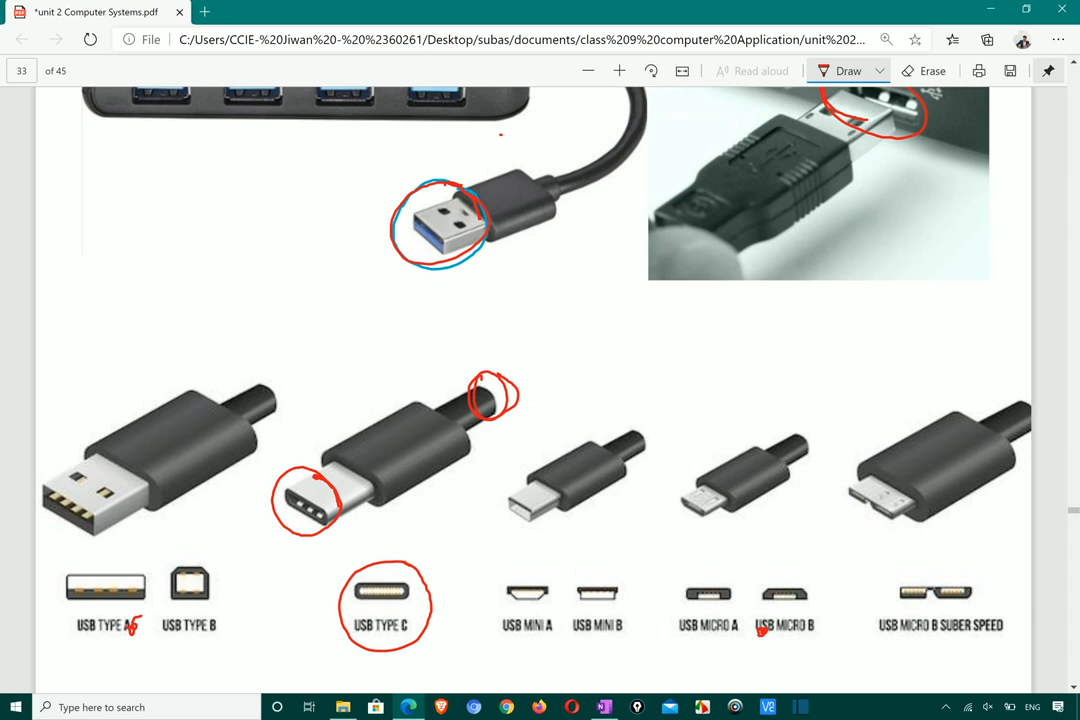 *unit 2 Computer Systems.pdf
File C:/Users/CCIE-%20Jiwan%20-%20%2360261/Desktop/subas/documents/class%209%20computer%20Application/unit%202...
33 of 45 Read aloud Draw Erase
USB TYPE A USB TYPE B USB TYPE C USB MINI A USB MINI B USB MICRO A USB MICRO B USB MICRO B SUBER SPEED
Type here to search ENG